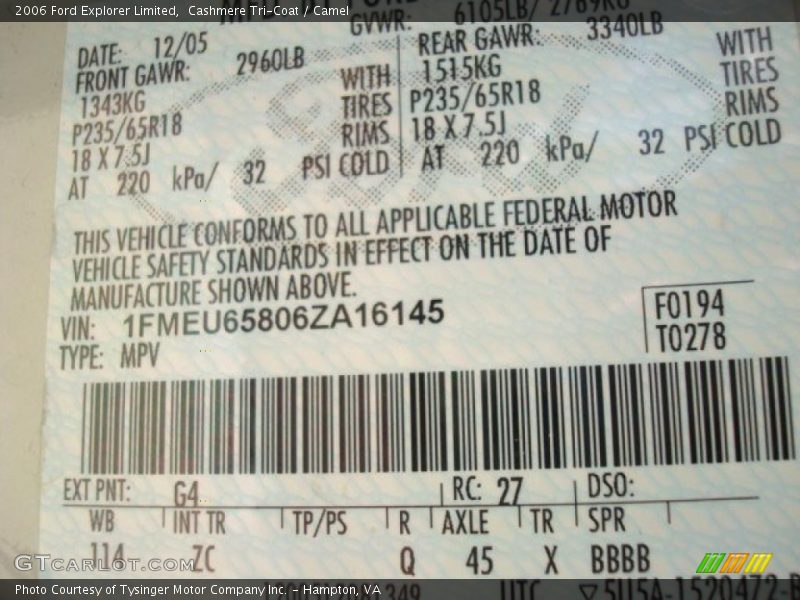 2006 Ford Explorer Limited,  Cashmere Tri-Coat / Camel
GVWR: 6105LB/ 2769KG
DATE: 12/05
FRONT GAWR: 2960LB
1343KG WITH
P235/65R18 TIRES
18 X 7.5J RIMS
AT 220 kPa/ 32 PSI COLD
REAR GAWR: 3340LB
1515KG WITH
P235/65R18 TIRES
18 X 7.5J RIMS
AT 220 kPa/ 32 PSI COLD
THIS VEHICLE CONFORMS TO ALL APPLICABLE FEDERAL MOTOR
VEHICLE SAFETY STANDARDS IN EFFECT ON THE DATE OF
MANUFACTURE SHOWN ABOVE.
VIN: 1FMEU65806ZA16145
TYPE: MPV
F0194
T0278
EXT PNT: G4 RC: 27 DSO:
WB INT TR TP/PS R AXLE TR SPR
114 ZC Q 45 X BBBB
GTCARLOT.COM
UTC 5U5A-1520472-B
Photo Courtesy of Tysinger Motor Company Inc. - Hampton, VA